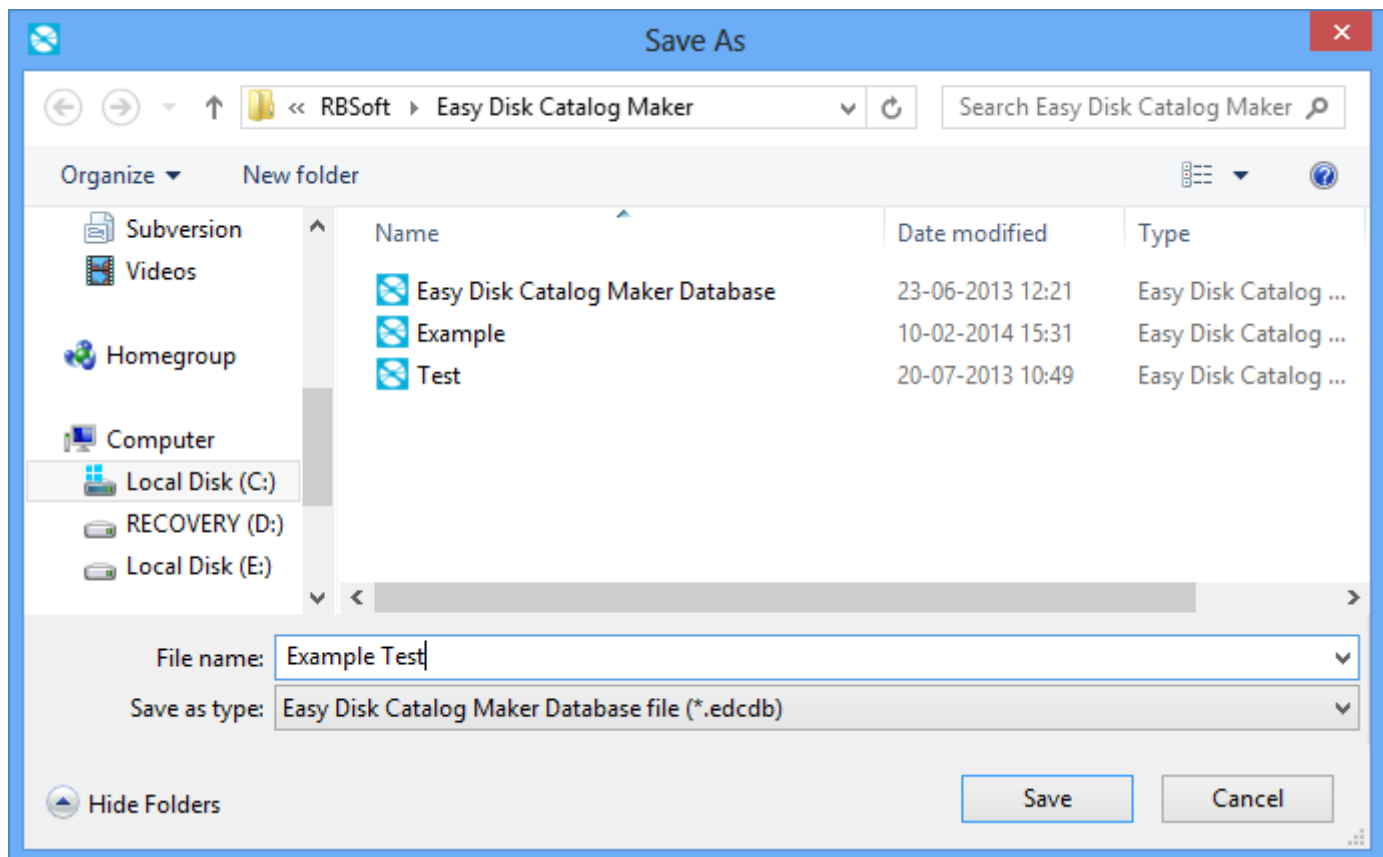 Save As
« RBSoft Easy Disk Catalog Maker
Search Easy Disk Catalog Maker
Organize New folder
Subversion
Videos
Homegroup
Computer
Local Disk (C:)
RECOVERY (D:)
Local Disk (E:)
Name Date modified Type
Easy Disk Catalog Maker Database 23-06-2013 12:21 Easy Disk Catalog ...
Example 10-02-2014 15:31 Easy Disk Catalog ...
Test 20-07-2013 10:49 Easy Disk Catalog ...
File name: Example Test
Save as type: Easy Disk Catalog Maker Database file (*.edcdb)
Hide Folders
Save
Cancel